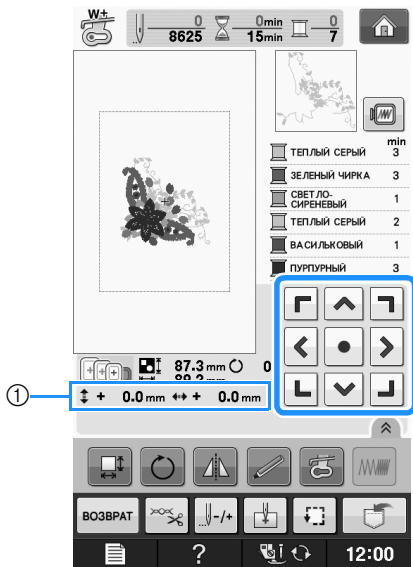 W+
0 0min 0
8625 15min 7
min
ТЕПЛЫЙ СЕРЫЙ 3
ЗЕЛЕНЫЙ ЧИРКА 3
СВЕТЛО-
СИРЕНЕВЫЙ 1
ТЕПЛЫЙ СЕРЫЙ 2
ВАСИЛЬКОВЫЙ 1
ПУРПУРНЫЙ 3
87.3 mm 0
① + 0.0 mm + 0.0 mm
ВОЗВРАТ -/+
? 12:00